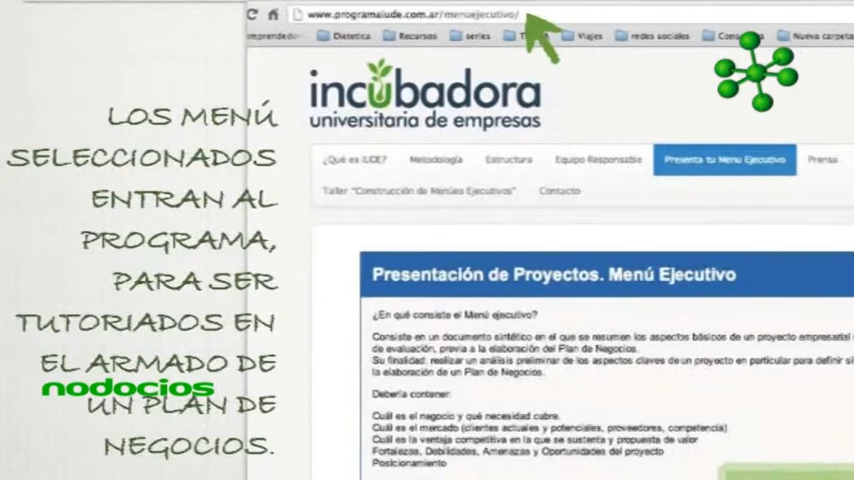 www.programaiude.com.ar/menuejecutivo/
Dietetica
Recursos
series
Viajes
redes sociales
Nueva carpeta
incubadora
universitaria de empresas
¿Qué es IUDE?
Metodología
Estructura
Equipo Responsable
Presenta tu Menu Ejecutivo
Prensa
Taller "Construcción de Menúes Ejecutivos"
Contacto
LOS MENÚ
SELECCIONADOS
ENTRAN AL
PROGRAMA,
PARA SER
TUTORIADOS EN
EL ARMADO DE
UN PLAN DE
NEGOCIOS.
nodocios
Presentación de Proyectos. Menú Ejecutivo
¿En qué consiste el Menú ejecutivo?
Consiste en un documento sintético en el que se resumen los aspectos básicos de un proyecto empresarial
de evaluación, previa a la elaboración del Plan de Negocios.
Su finalidad: realizar un análisis preliminar de los aspectos claves de un proyecto en particular para definir
la elaboración de un Plan de Negocios.
Debería contener:
Cuál es el negocio y qué necesidad cubre.
Cuál es el mercado (clientes actuales y potenciales, proveedores, competencia)
Cuál es la ventaja competitiva en la que se sustenta y propuesta de valor
Fortalezas, Debilidades, Amenazas y Oportunidades del proyecto
Posicionamiento